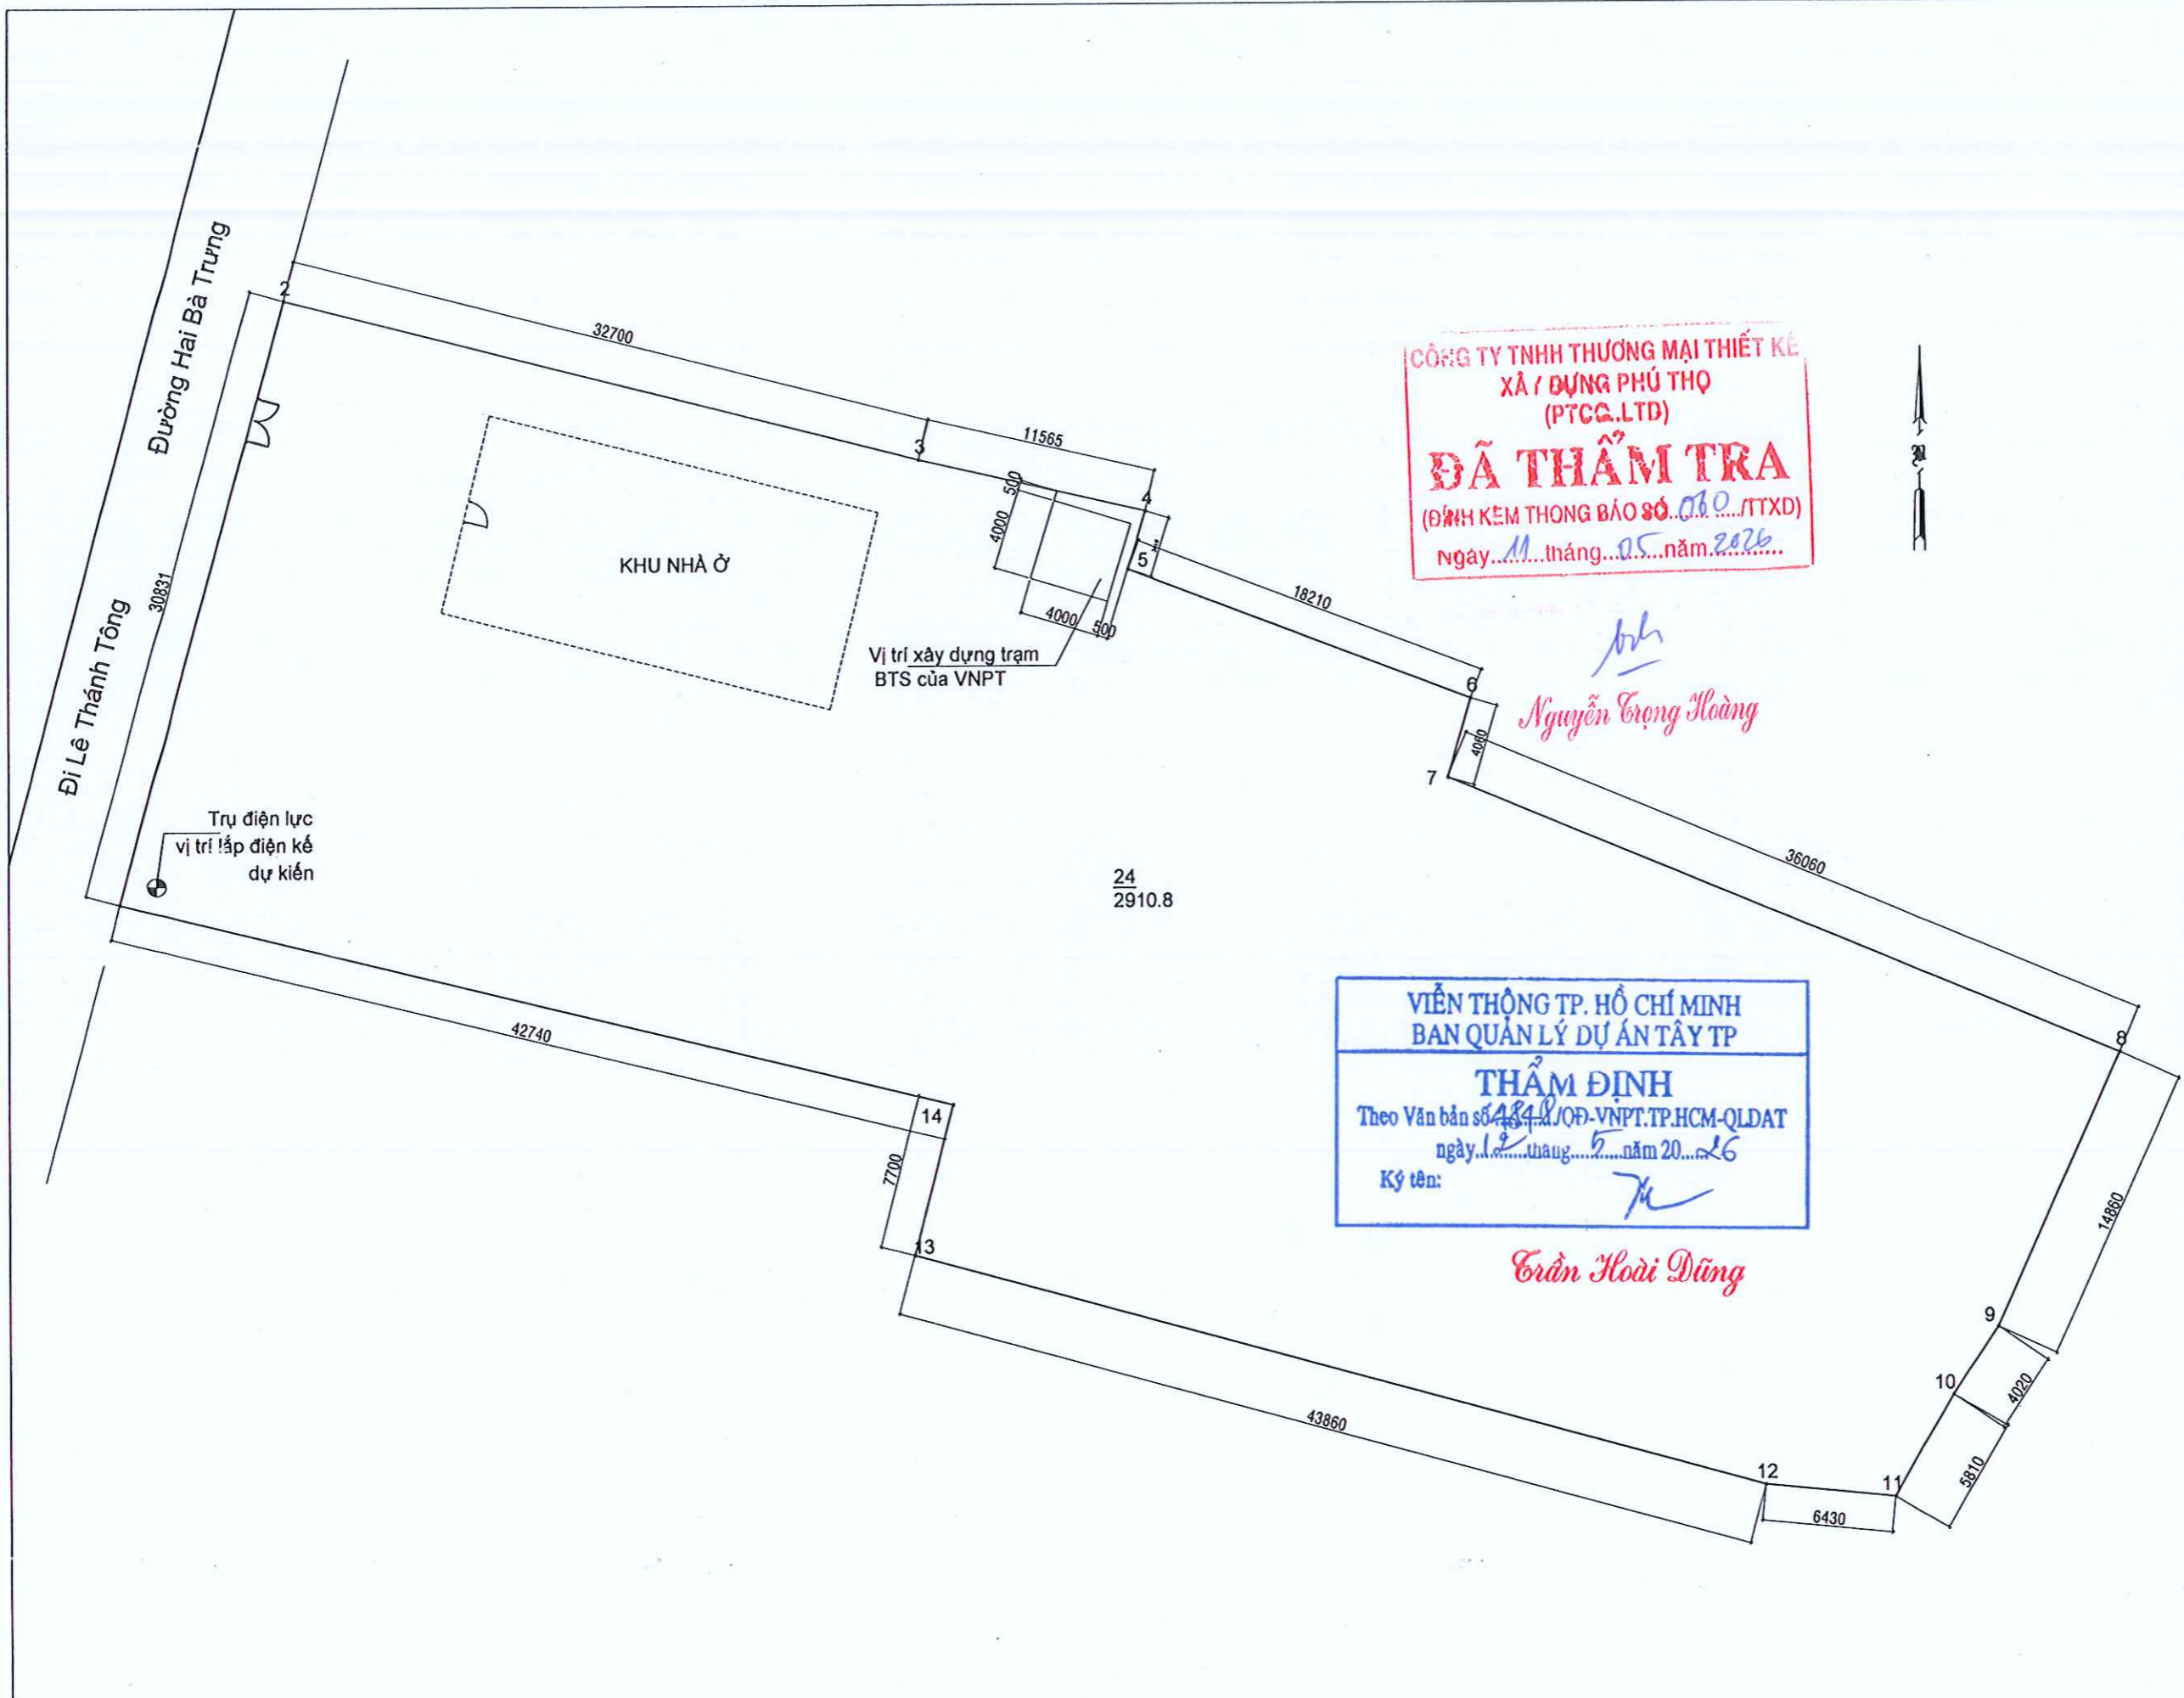 Đường Hai Bà Trưng
Đi Lê Thánh Tông
2
32700
3
11565
4
500
4000
5
4000
500
30831
KHU NHÀ Ở
Vị trí xây dựng trạm
BTS của VNPT
18210
6
4060
7
36060
8
Trụ điện lực
vị trí lắp điện kế
dự kiến
24
2910.8
42740
14
7700
13
43860
12
6430
11
5810
10
4020
9
14860
CÔNG TY TNHH THƯƠNG MẠI THIẾT KẾ
XÂY DỰNG PHÚ THỌ
(PTCO.LTD)
ĐÃ THẨM TRA
(ĐÍNH KÈM THONG BÁO SỐ 060 /TTXD)
Ngày 11 tháng 05 năm 2026
Nguyễn Trọng Hoàng
VIỄN THÔNG TP. HỒ CHÍ MINH
BAN QUẢN LÝ DỰ ÁN TÂY TP
THẨM ĐỊNH
Theo Văn bản số /QĐ-VNPT.TP.HCM-QLDAT
ngày 12 tháng 5 năm 20 26
Ký tên:
Trần Hoài Dũng